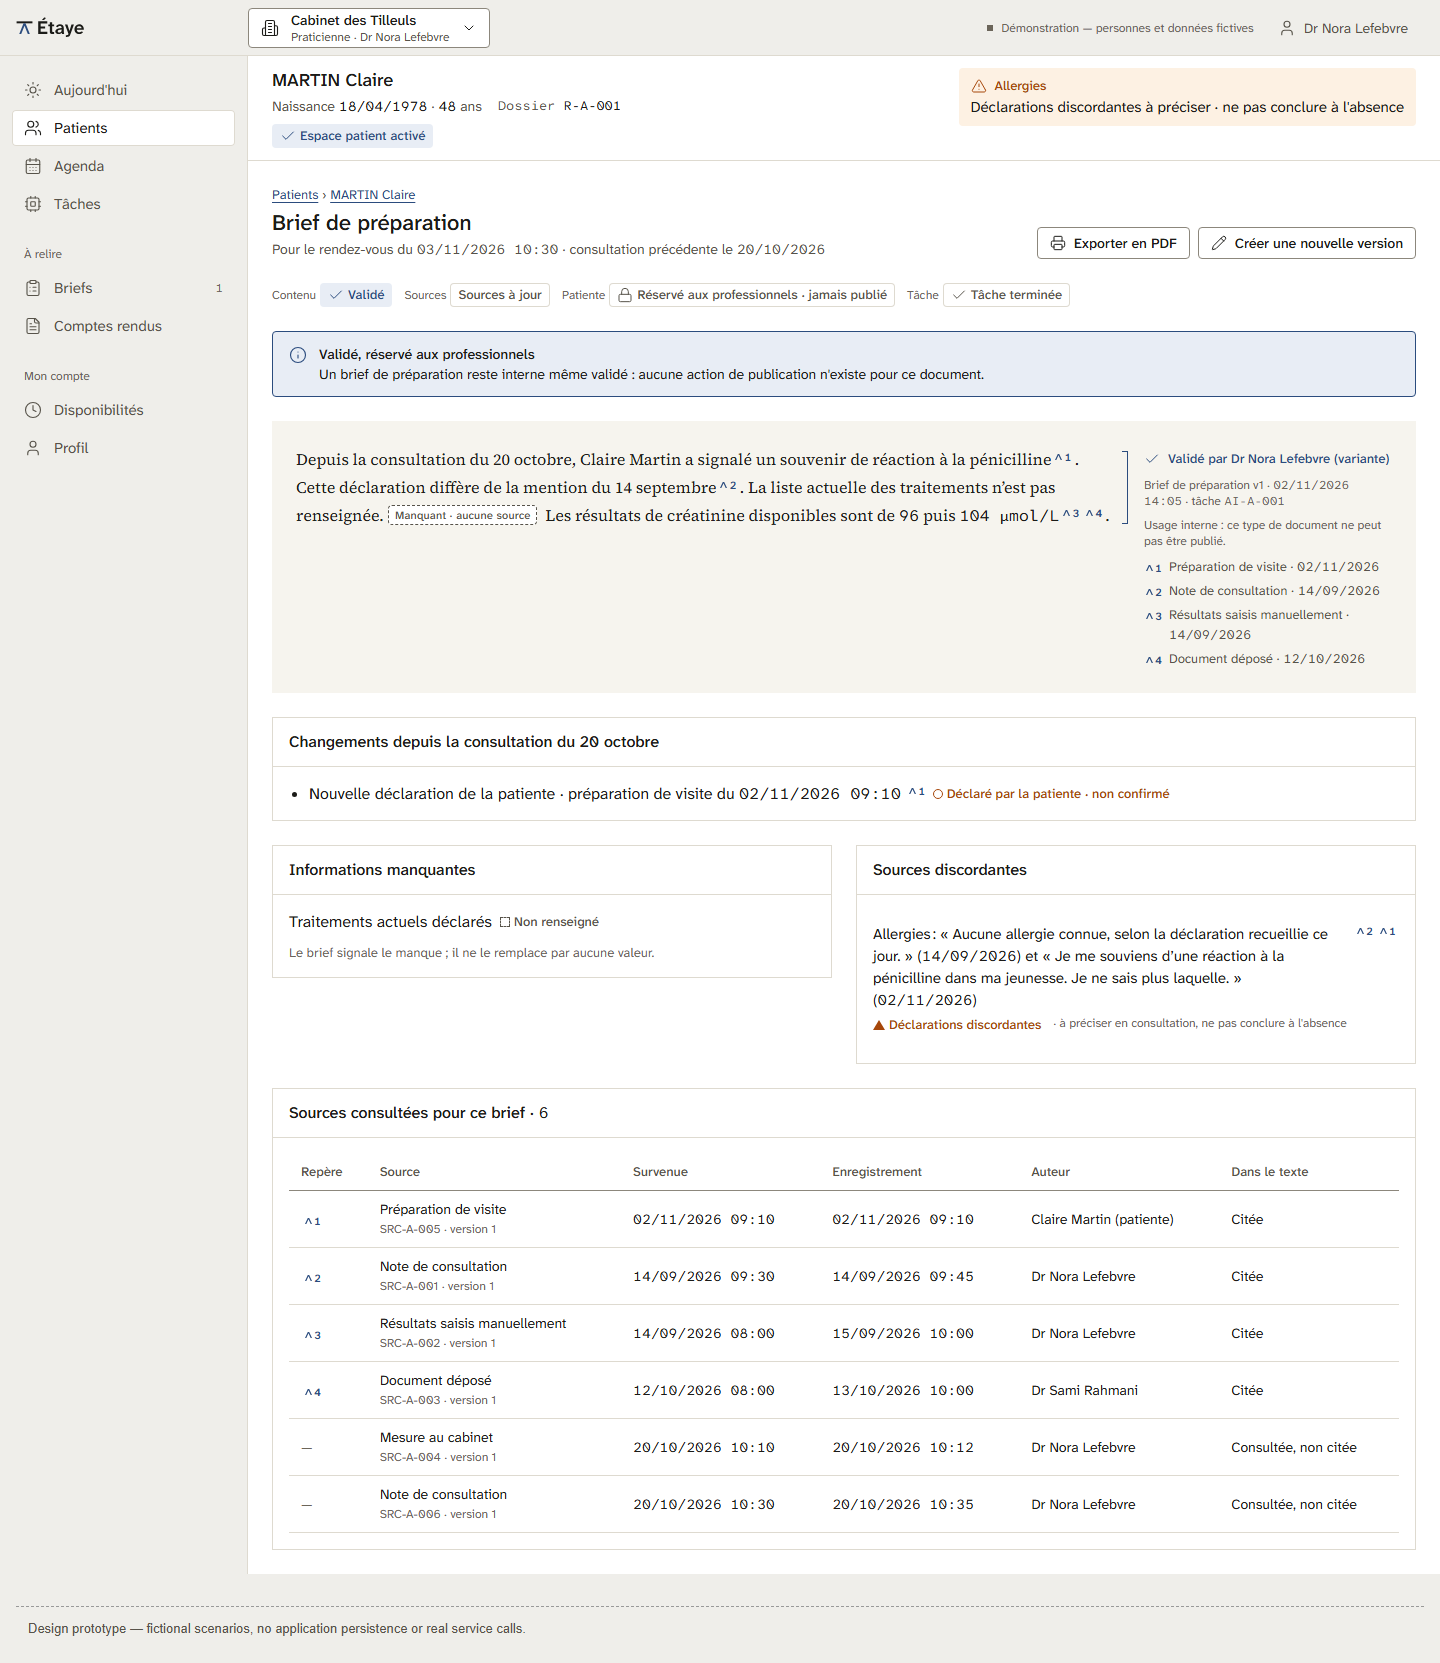 Étaye
Cabinet des Tilleuls
Praticienne · Dr Nora Lefebvre
Démonstration — personnes et données fictives
Dr Nora Lefebvre
Aujourd'hui
Patients
Agenda
Tâches
À relire
Briefs 1
Comptes rendus
Mon compte
Disponibilités
Profil
MARTIN Claire
Naissance 18/04/1978 · 48 ans Dossier R-A-001
Espace patient activé
Allergies
Déclarations discordantes à préciser · ne pas conclure à l'absence
Patients › MARTIN Claire
Brief de préparation
Pour le rendez-vous du 03/11/2026 10:30 · consultation précédente le 20/10/2026
Exporter en PDF
Créer une nouvelle version
Contenu Validé Sources Sources à jour Patiente Réservé aux professionnels · jamais publié Tâche Tâche terminée
Validé, réservé aux professionnels
Un brief de préparation reste interne même validé : aucune action de publication n'existe pour ce document.
Depuis la consultation du 20 octobre, Claire Martin a signalé un souvenir de réaction à la pénicilline ^1.
Cette déclaration diffère de la mention du 14 septembre ^2. La liste actuelle des traitements n’est pas
renseignée. Manquant · aucune source Les résultats de créatinine disponibles sont de 96 puis 104 µmol/L ^3 ^4.
Validé par Dr Nora Lefebvre (variante)
Brief de préparation v1 · 02/11/2026
14:05 · tâche AI-A-001
Usage interne : ce type de document ne peut
pas être publié.
^1 Préparation de visite · 02/11/2026
^2 Note de consultation · 14/09/2026
^3 Résultats saisis manuellement ·
14/09/2026
^4 Document déposé · 12/10/2026
Changements depuis la consultation du 20 octobre
• Nouvelle déclaration de la patiente · préparation de visite du 02/11/2026 09:10 ^1 Déclaré par la patiente · non confirmé
Informations manquantes
Traitements actuels déclarés Non renseigné
Le brief signale le manque ; il ne le remplace par aucune valeur.
Sources discordantes
Allergies : « Aucune allergie connue, selon la déclaration recueillie ce ^2 ^1
jour. » (14/09/2026) et « Je me souviens d’une réaction à la
pénicilline dans ma jeunesse. Je ne sais plus laquelle. »
(02/11/2026)
Déclarations discordantes · à préciser en consultation, ne pas conclure à l'absence
Sources consultées pour ce brief · 6
Repère Source Survenue Enregistrement Auteur Dans le texte
^1 Préparation de visite 02/11/2026 09:10 02/11/2026 09:10 Claire Martin (patiente) Citée
SRC-A-005 · version 1
^2 Note de consultation 14/09/2026 09:30 14/09/2026 09:45 Dr Nora Lefebvre Citée
SRC-A-001 · version 1
^3 Résultats saisis manuellement 14/09/2026 08:00 15/09/2026 10:00 Dr Nora Lefebvre Citée
SRC-A-002 · version 1
^4 Document déposé 12/10/2026 08:00 13/10/2026 10:00 Dr Sami Rahmani Citée
SRC-A-003 · version 1
— Mesure au cabinet 20/10/2026 10:10 20/10/2026 10:12 Dr Nora Lefebvre Consultée, non citée
SRC-A-004 · version 1
— Note de consultation 20/10/2026 10:30 20/10/2026 10:35 Dr Nora Lefebvre Consultée, non citée
SRC-A-006 · version 1
Design prototype — fictional scenarios, no application persistence or real service calls.